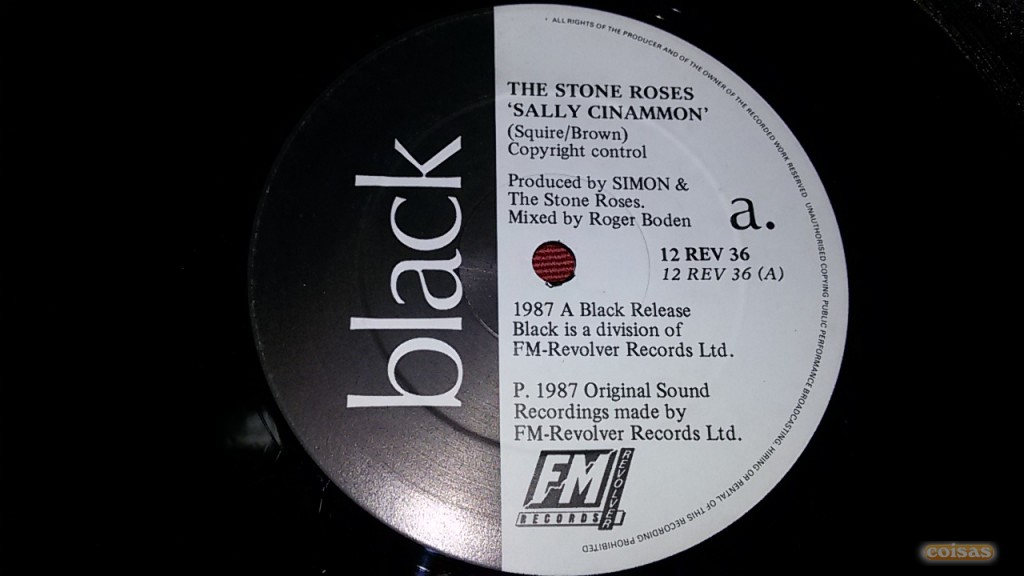 black
THE STONE ROSES
'SALLY CINAMMON'
(Squire/Brown)
Copyright control
Produced by SIMON &
The Stone Roses.
Mixed by Roger Boden
a.
12 REV 36
12 REV 36 (A)
1987 A Black Release
Black is a division of
FM-Revolver Records Ltd.
P. 1987 Original Sound
Recordings made by
FM-Revolver Records Ltd.
FM
REVOLVER
RECORDS
· ALL RIGHTS OF THE PRODUCER AND OF THE OWNER OF THE RECORDED WORK RESERVED UNAUTHORISED COPYING PUBLIC PERFORMANCE BROADCASTING, HIRING OR RENTAL OF THIS RECORDING PROHIBITED
coisas